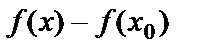 f(x) − f(x₀)